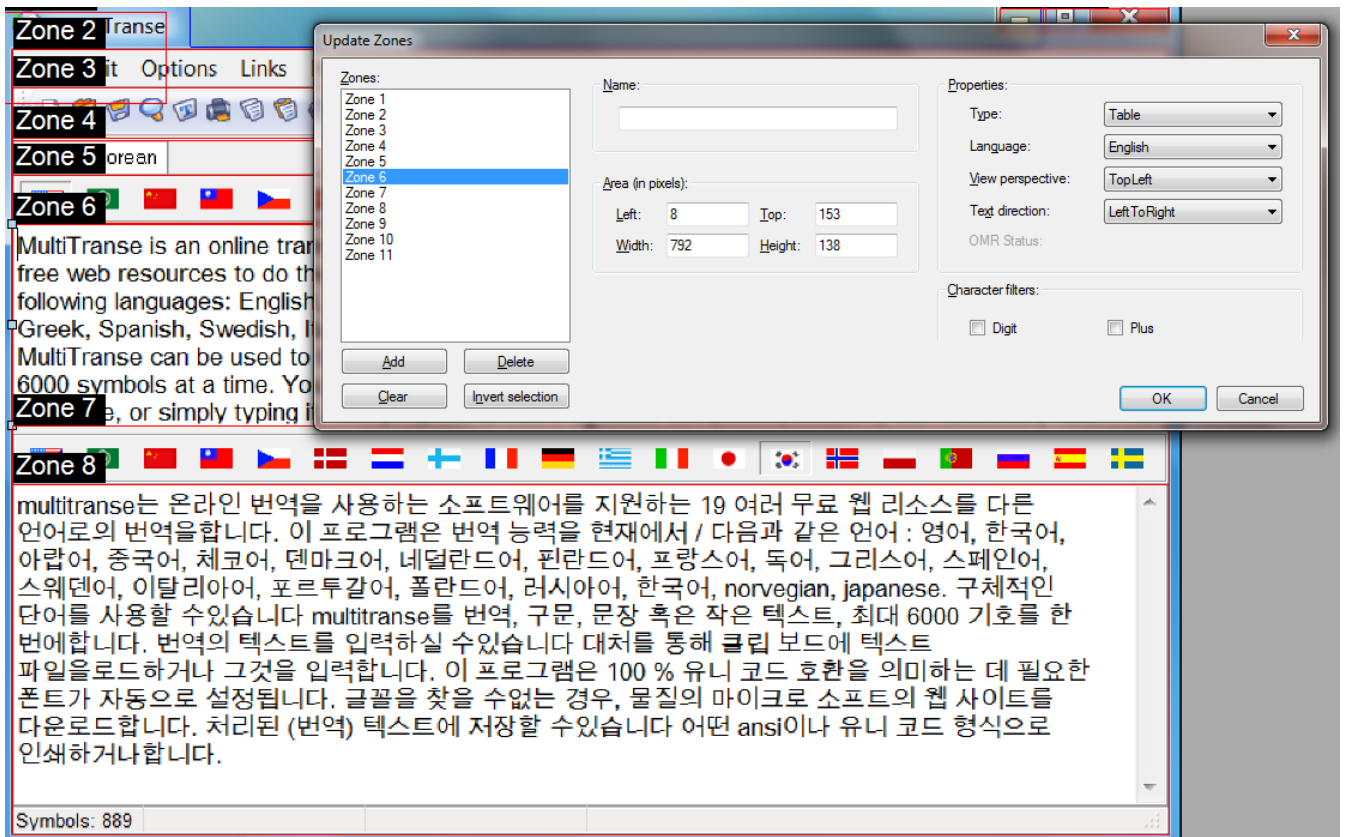 Zone 2 Transe
Zone 3 it Options Links
Zone 4
Zone 5 orean
Zone 6
MultiTranse is an online tran
free web resources to do th
following languages: English
Greek, Spanish, Swedish, It
MultiTranse can be used to
6000 symbols at a time. Yo
Zone 7 e, or simply typing it
Update Zones
Zones:
Zone 1
Zone 2
Zone 3
Zone 4
Zone 5
Zone 6
Zone 7
Zone 8
Zone 9
Zone 10
Zone 11
Add Delete
Clear Invert selection
Name:
Area (in pixels):
Left: 8 Top: 153
Width: 792 Height: 138
Properties:
Type: Table
Language: English
View perspective: TopLeft
Text direction: LeftToRight
OMR Status:
Character filters:
Digit Plus
OK Cancel
Zone 8
multitranse는 온라인 번역을 사용하는 소프트웨어를 지원하는 19 여러 무료 웹 리소스를 다른
언어로의 번역을합니다. 이 프로그램은 번역 능력을 현재에서 / 다음과 같은 언어 : 영어, 한국어,
아랍어, 중국어, 체코어, 덴마크어, 네덜란드어, 핀란드어, 프랑스어, 독어, 그리스어, 스페인어,
스웨덴어, 이탈리아어, 포르투갈어, 폴란드어, 러시아어, 한국어, norvegian, japanese. 구체적인
단어를 사용할 수있습니다 multitranse를 번역, 구문, 문장 혹은 작은 텍스트, 최대 6000 기호를 한
번에합니다. 번역의 텍스트를 입력하실 수있습니다 대처를 통해 클립 보드에 텍스트
파일을로드하거나 그것을 입력합니다. 이 프로그램은 100 % 유니 코드 호환을 의미하는 데 필요한
폰트가 자동으로 설정됩니다. 글꼴을 찾을 수없는 경우, 물질의 마이크로 소프트의 웹 사이트를
다운로드합니다. 처리된 (번역) 텍스트에 저장할 수있습니다 어떤 ansi이나 유니 코드 형식으로
인쇄하거나합니다.
Symbols: 889